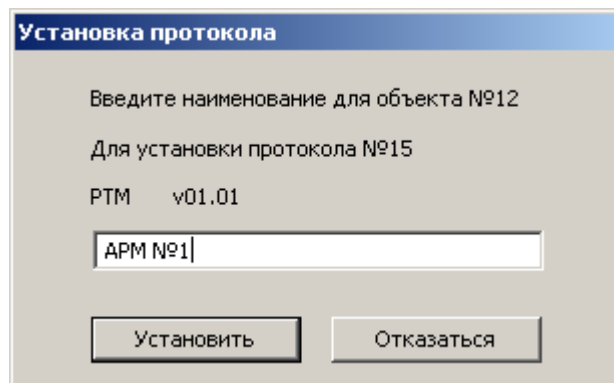 Установка протокола
Введите наименование для объекта №12
Для установки протокола №15
РТМ v01.01
АРМ №1
Установить Отказаться